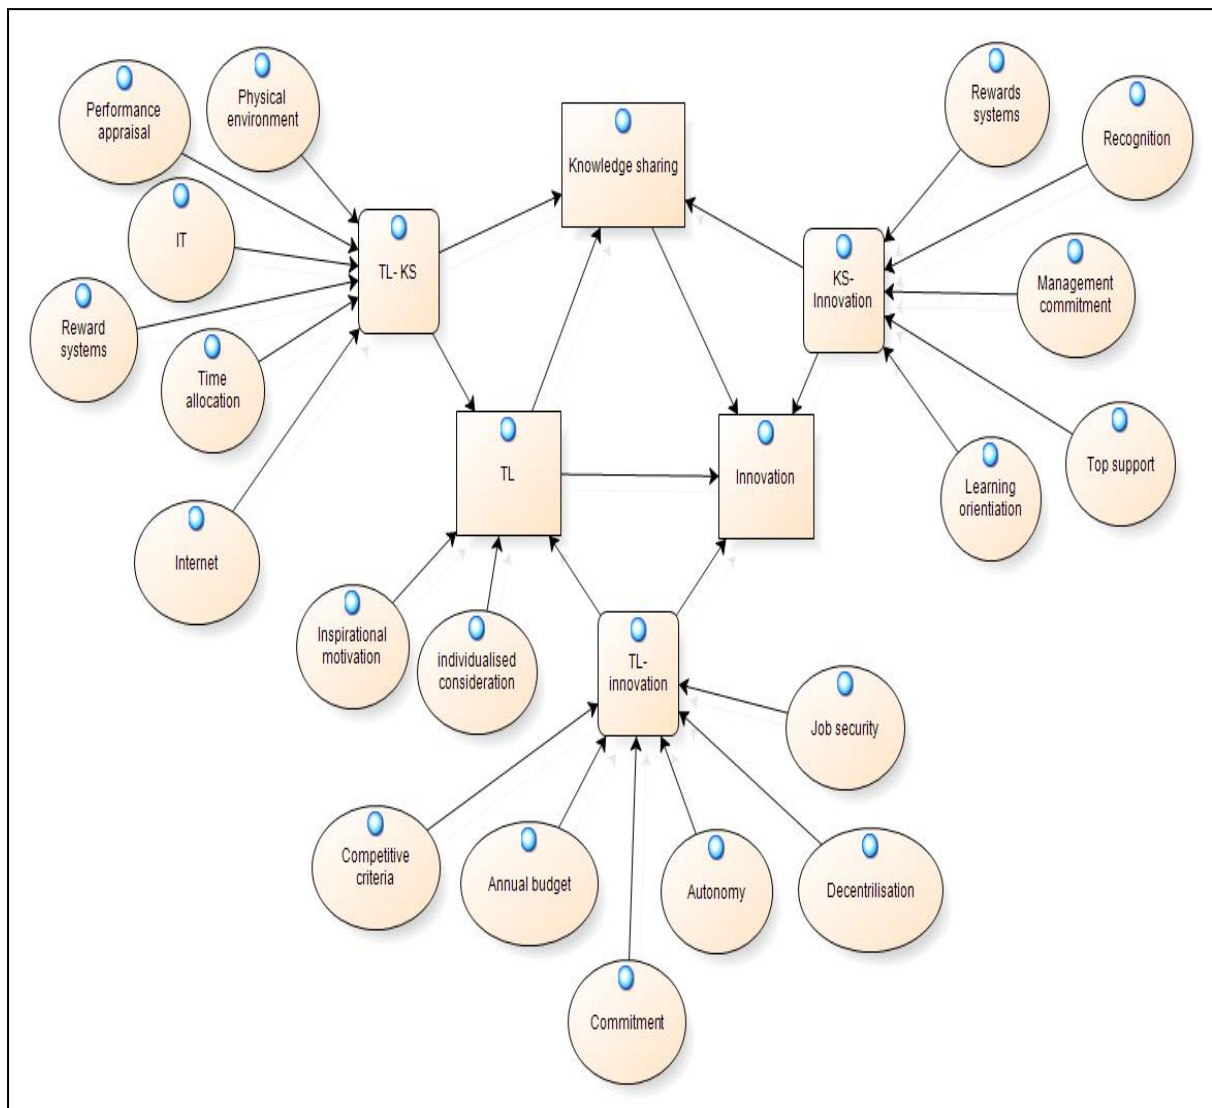 Performance
appraisal
Physical
environment
IT
Reward
systems
Time
allocation
Internet
TL- KS
Knowledge sharing
Rewards
systems
Recognition
KS-
Innovation
Management
commitment
Top support
Learning
orientiation
TL
Innovation
Inspirational
motivation
individualised
consideration
TL-
innovation
Job security
Competitive
criteria
Annual budget
Autonomy
Decentrilisation
Commitment